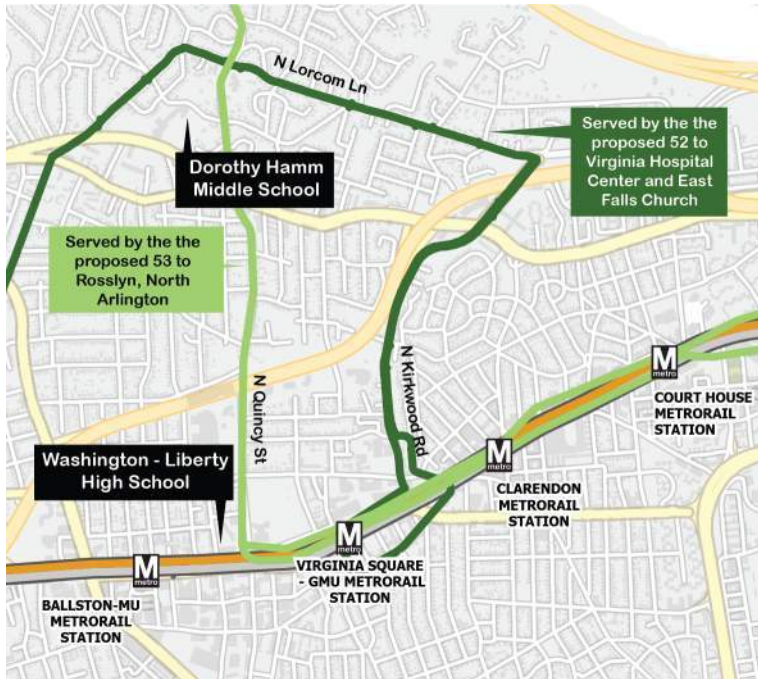 N Lorcom Ln
Served by the the
proposed 52 to
Virginia Hospital
Center and East
Falls Church
Dorothy Hamm
Middle School
Served by the the
proposed 53 to
Rosslyn, North
Arlington
N Quincy St
N Kirkwood Rd
M
metro
COURT HOUSE
METRORAIL
STATION
Washington - Liberty
High School
M
metro
CLARENDON
METRORAIL
STATION
M
metro
VIRGINIA SQUARE
- GMU METRORAIL
STATION
M
metro
BALLSTON-MU
METRORAIL
STATION